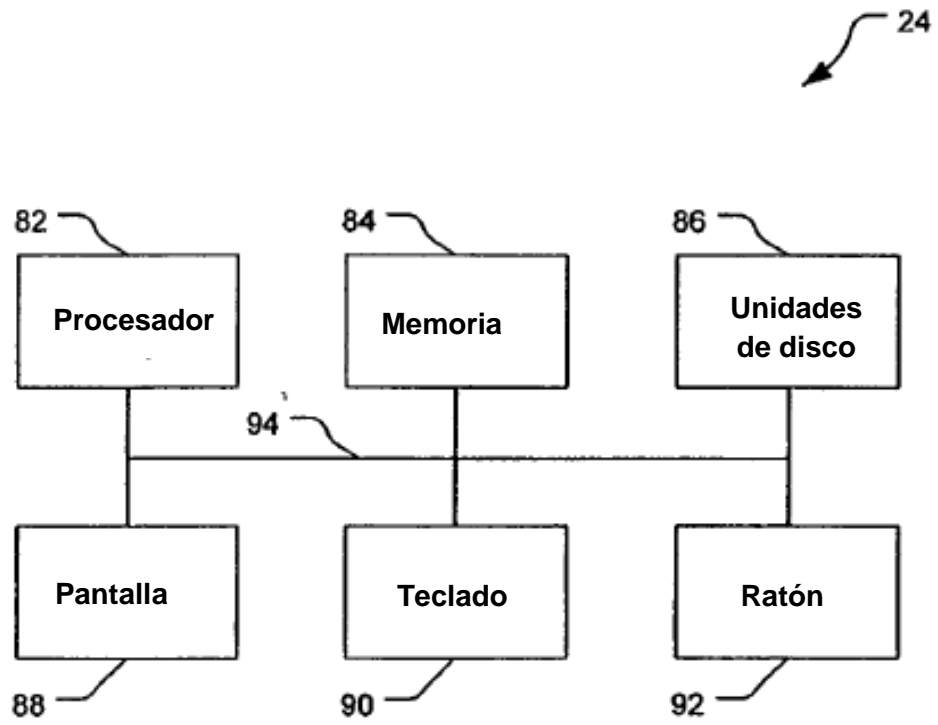 24
82
84
86
Procesador
Memoria
Unidades
de disco
94
Pantalla
Teclado
Ratón
88
90
92